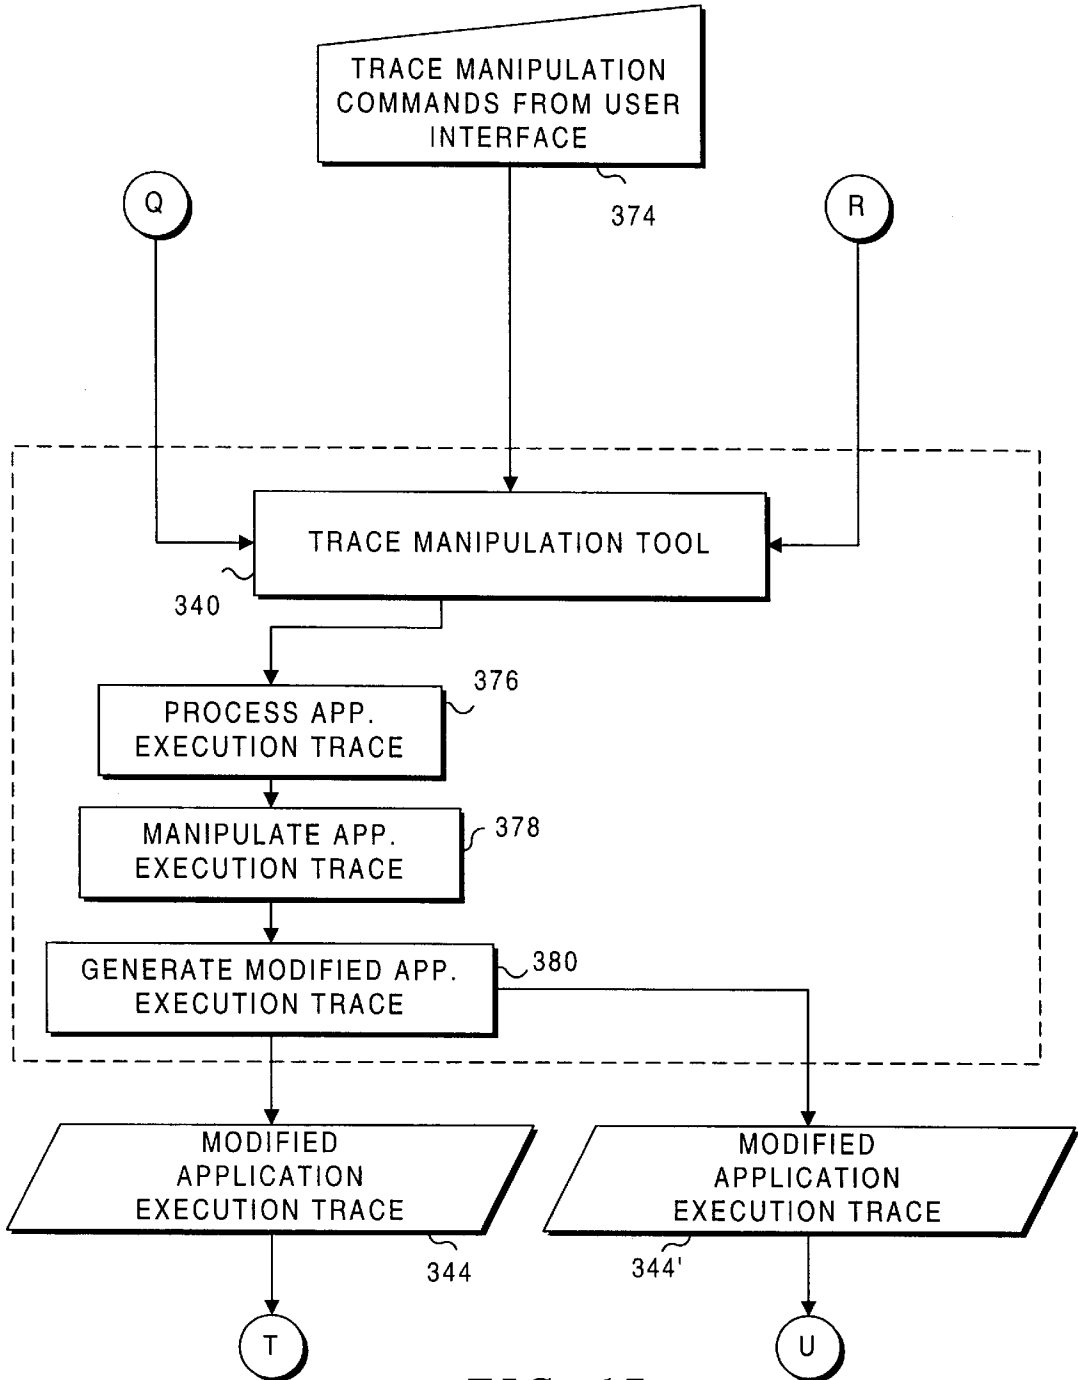 TRACE MANIPULATION
COMMANDS FROM USER
INTERFACE
374
Q
R
TRACE MANIPULATION TOOL
340
376
PROCESS APP.
EXECUTION TRACE
MANIPULATE APP.
EXECUTION TRACE
378
GENERATE MODIFIED APP.
EXECUTION TRACE
380
MODIFIED
APPLICATION
EXECUTION TRACE
344
MODIFIED
APPLICATION
EXECUTION TRACE
344'
T
U